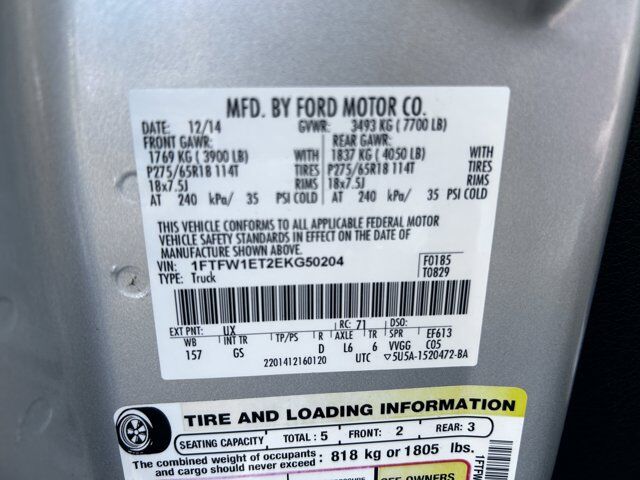 MFD. BY FORD MOTOR CO.
DATE: 12/14 GVWR: 3493 KG (7700 LB)
FRONT GAWR: REAR GAWR:
1769 KG (3900 LB) WITH 1837 KG (4050 LB) WITH
P275/65R18 114T TIRES P275/65R18 114T TIRES
18x7.5J RIMS 18x7.5J RIMS
AT 240 kPa/ 35 PSI COLD AT 240 kPa/ 35 PSI COLD
THIS VEHICLE CONFORMS TO ALL APPLICABLE FEDERAL MOTOR
VEHICLE SAFETY STANDARDS IN EFFECT ON THE DATE OF
MANUFACTURE SHOWN ABOVE.
VIN: 1FTFW1ET2EKG50204 F0185
TYPE: Truck T0829
EXT PNT: UX RC: 71 DSO:
WB INT TR TP/PS R AXLE TR SPR EF613
157 GS D L6 6 VVGG C05
2201412160120 UTC ▽5U5A-1520472-BA
TIRE AND LOADING INFORMATION
SEATING CAPACITY TOTAL: 5 FRONT: 2 REAR: 3
The combined weight of occupants and cargo should never exceed: 818 kg or 1805 lbs.
SEE OWNERS